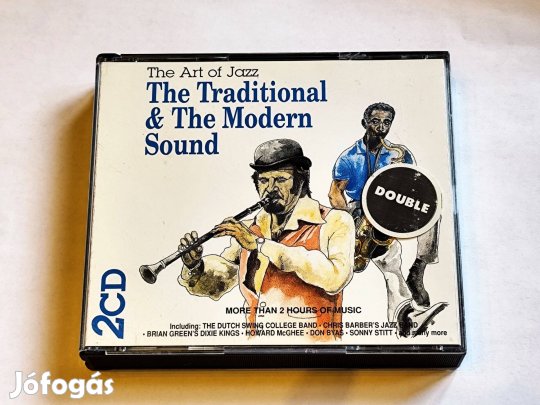 The Art of Jazz
The Traditional
& The Modern
Sound
DOUBLE
2CD
MORE THAN 2 HOURS OF MUSIC
Including: THE DUTCH SWING COLLEGE BAND • CHRIS BARBER'S JAZZ BAND
• BRIAN GREEN'S DIXIE KINGS • HOWARD McGHEE • DON BYAS • SONNY STITT • and many more
Jófogás